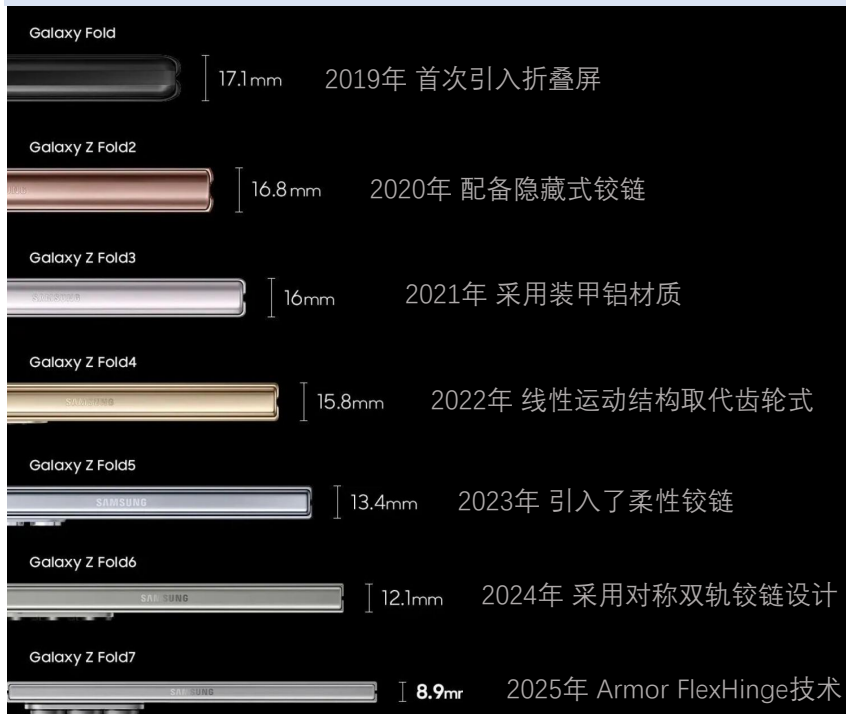 Galaxy Fold
17.1mm 2019年 首次引入折叠屏
Galaxy Z Fold2
16.8mm 2020年 配备隐藏式铰链
Galaxy Z Fold3
SAMSUNG 16mm 2021年 采用装甲铝材质
Galaxy Z Fold4
SAMSUNG 15.8mm 2022年 线性运动结构取代齿轮式
Galaxy Z Fold5
SAMSUNG 13.4mm 2023年 引入了柔性铰链
Galaxy Z Fold6
SAMSUNG 12.1mm 2024年 采用对称双轨铰链设计
Galaxy Z Fold7
SAMSUNG 8.9mr 2025年 Armor FlexHinge技术